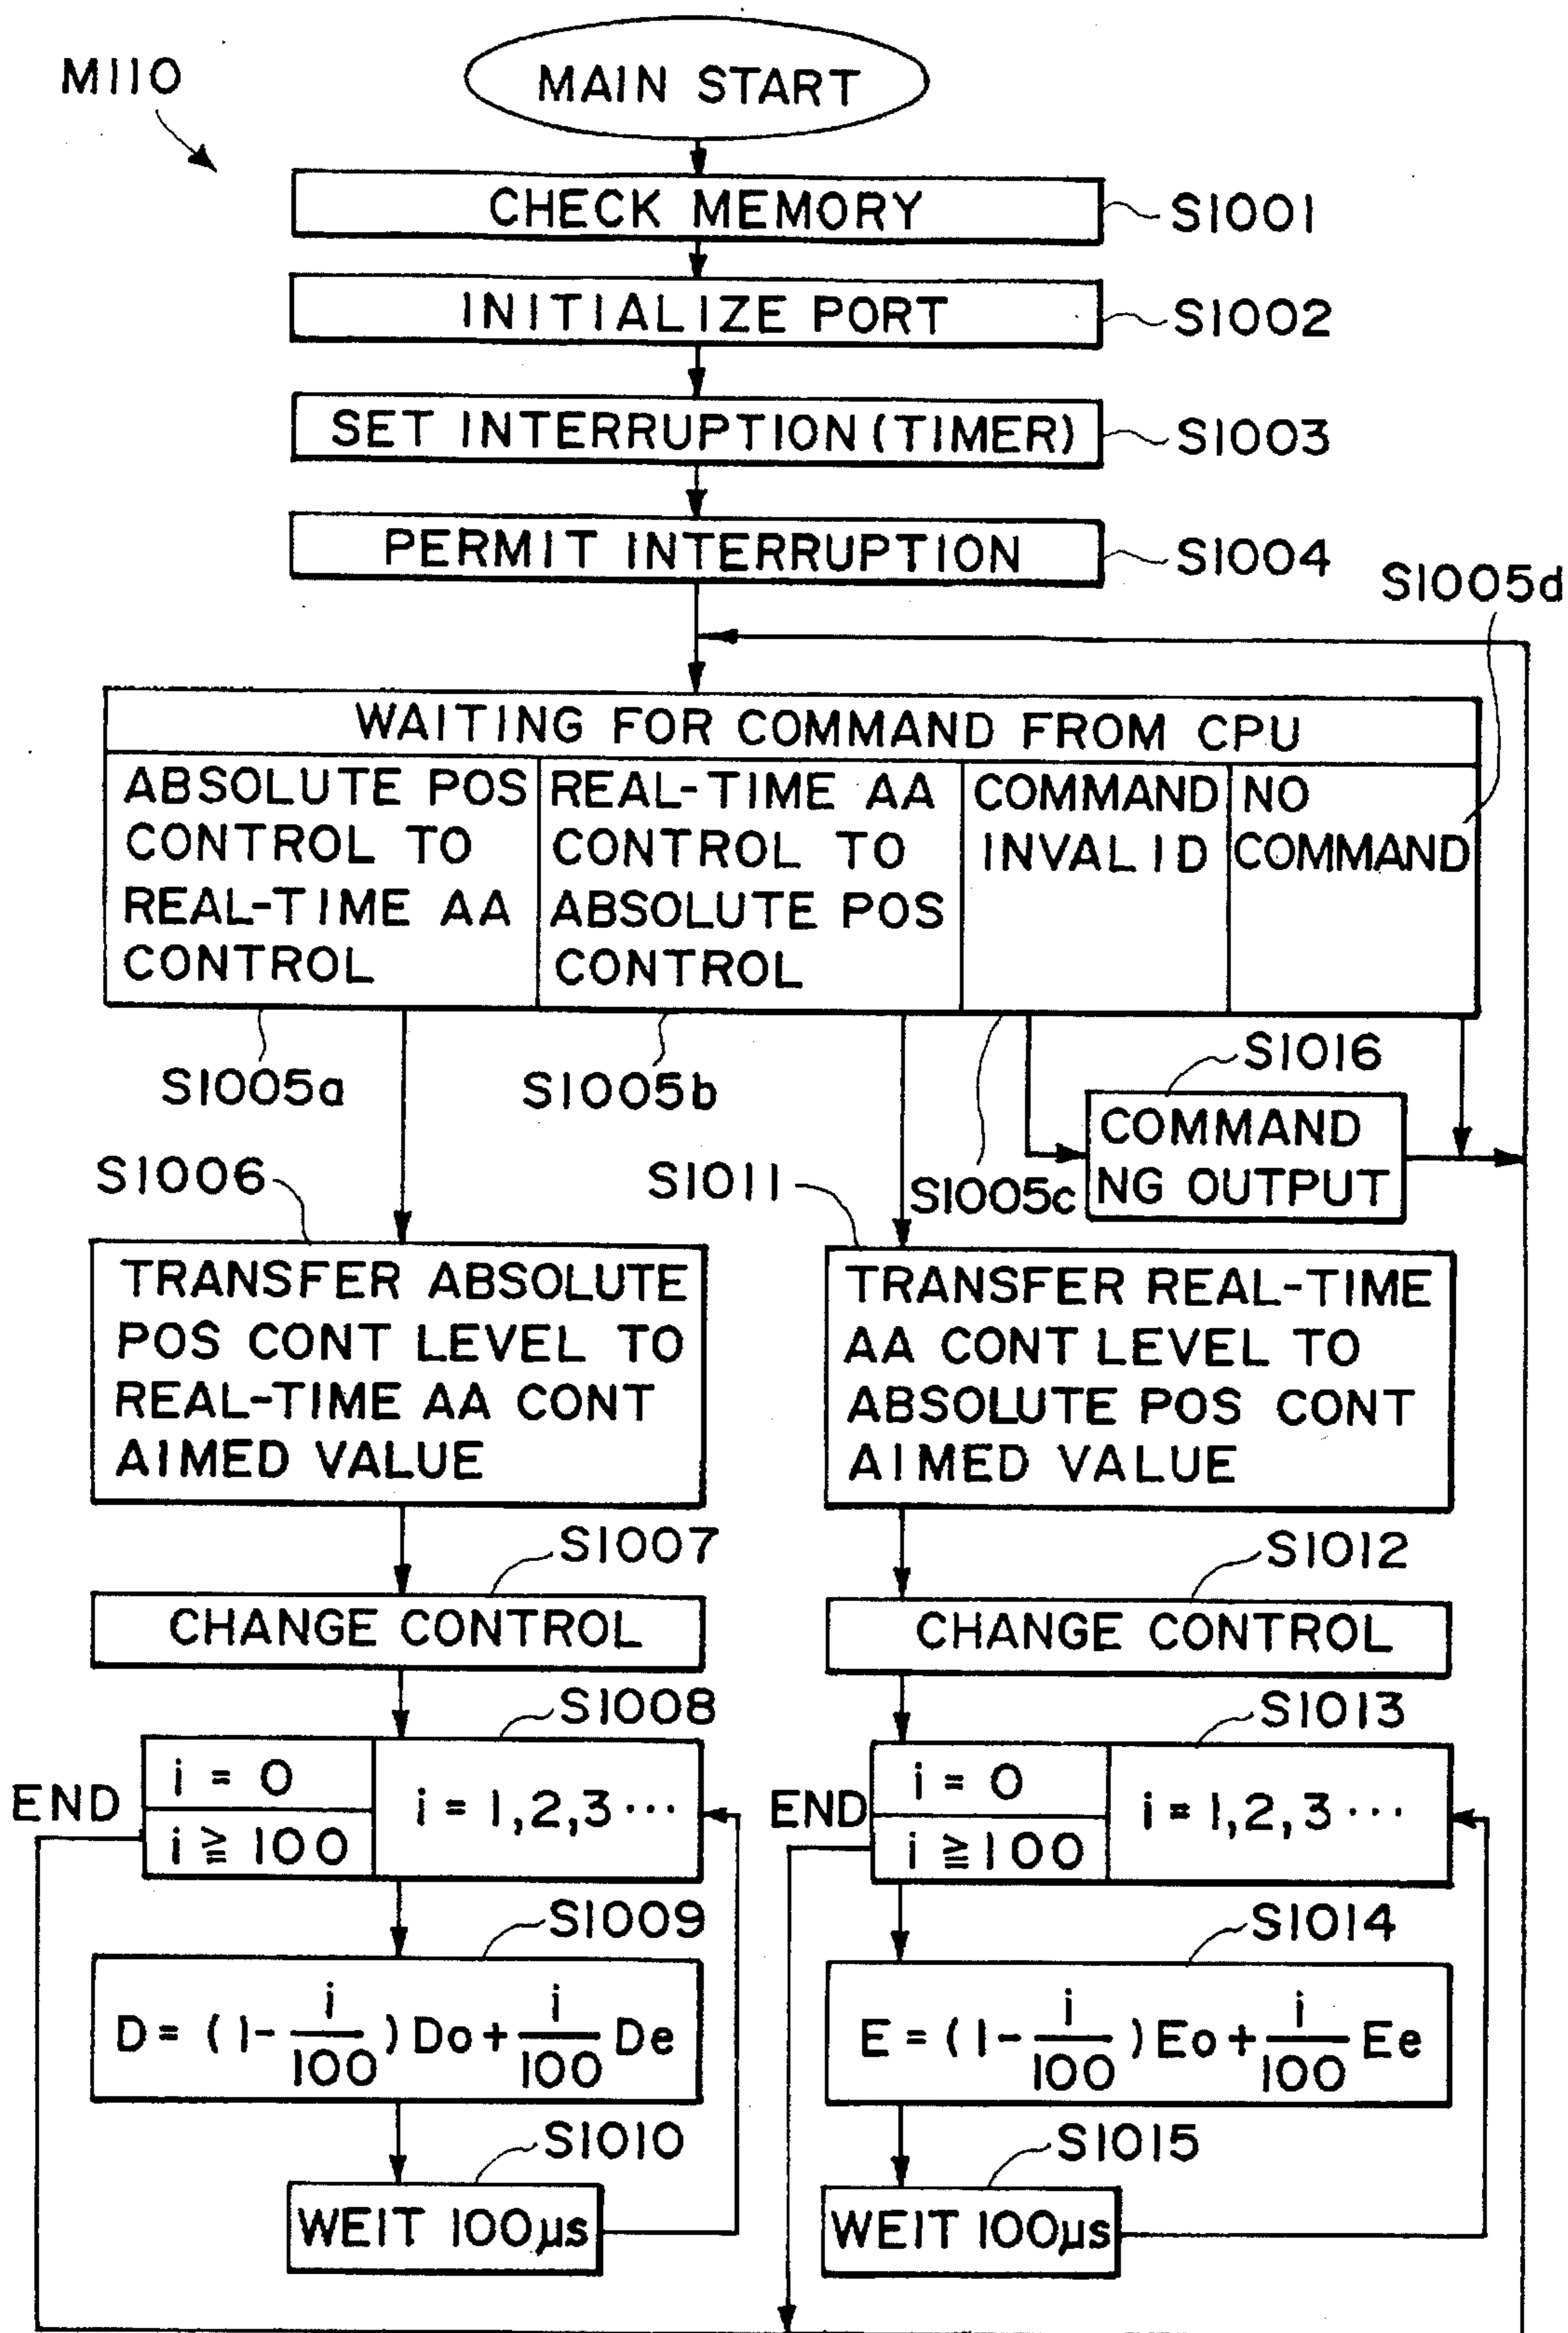 M110
MAIN START
CHECK MEMORY
S1001
INITIALIZE PORT
S1002
SET INTERRUPTION (TIMER)
S1003
PERMIT INTERRUPTION
S1004
S1005d
WAITING FOR COMMAND FROM CPU
ABSOLUTE POS
CONTROL TO
REAL-TIME AA
CONTROL
REAL-TIME AA
CONTROL TO
ABSOLUTE POS
CONTROL
COMMAND
INVALID
NO
COMMAND
S1005a
S1005b
S1005c
S1016
COMMAND
NG OUTPUT
S1006
TRANSFER ABSOLUTE
POS CONT LEVEL TO
REAL-TIME AA CONT
AIMED VALUE
S1011
TRANSFER REAL-TIME
AA CONT LEVEL TO
ABSOLUTE POS CONT
AIMED VALUE
S1007
CHANGE CONTROL
S1012
CHANGE CONTROL
S1008
END
i = 0
i ≧ 100
i = 1,2,3 ···
S1013
END
i = 0
i ≧ 100
i = 1,2,3 ···
S1009
D = (1 - i/100) Do + i/100 De
S1014
E = (1 - i/100) Eo + i/100 Ee
S1010
WEIT 100μs
S1015
WEIT 100μs